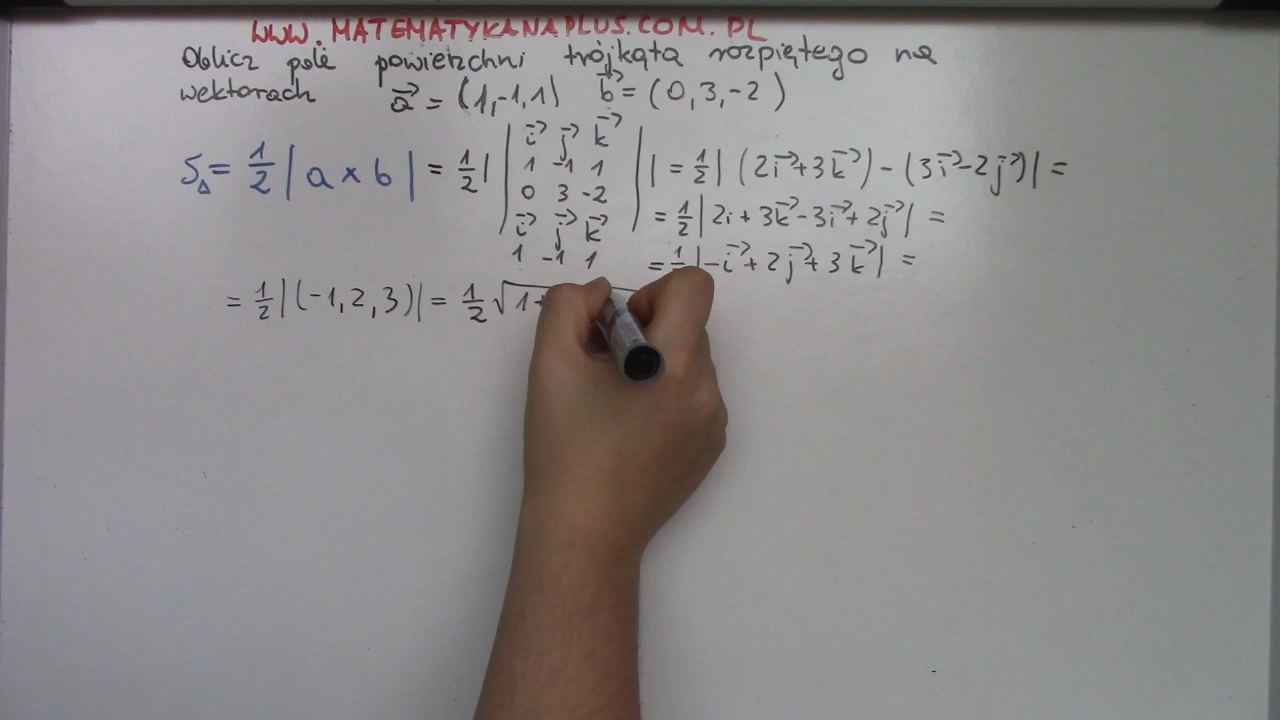 WWW.MATEMATYKANAPLUS.COM.PL
Oblicz pole powierzchni trójkąta rozpiętego na
wektorach a⃗ = (1,-1,1) b⃗ = (0,3,-2)
S△ = 1/2 |a × b| = 1/2 | | i⃗ j⃗ k⃗ | | = 1/2 | (2i⃗+3k⃗) - (3i⃗-2j⃗)| =
1 -1 1
0 3 -2
i⃗ j⃗ k⃗ = 1/2 |2i + 3k⃗ - 3i⃗ + 2j⃗| =
1 -1 1 = 1/ |-i⃗ + 2j⃗ + 3k⃗| =
= 1/2 |(-1,2,3)| = 1/2 √1+